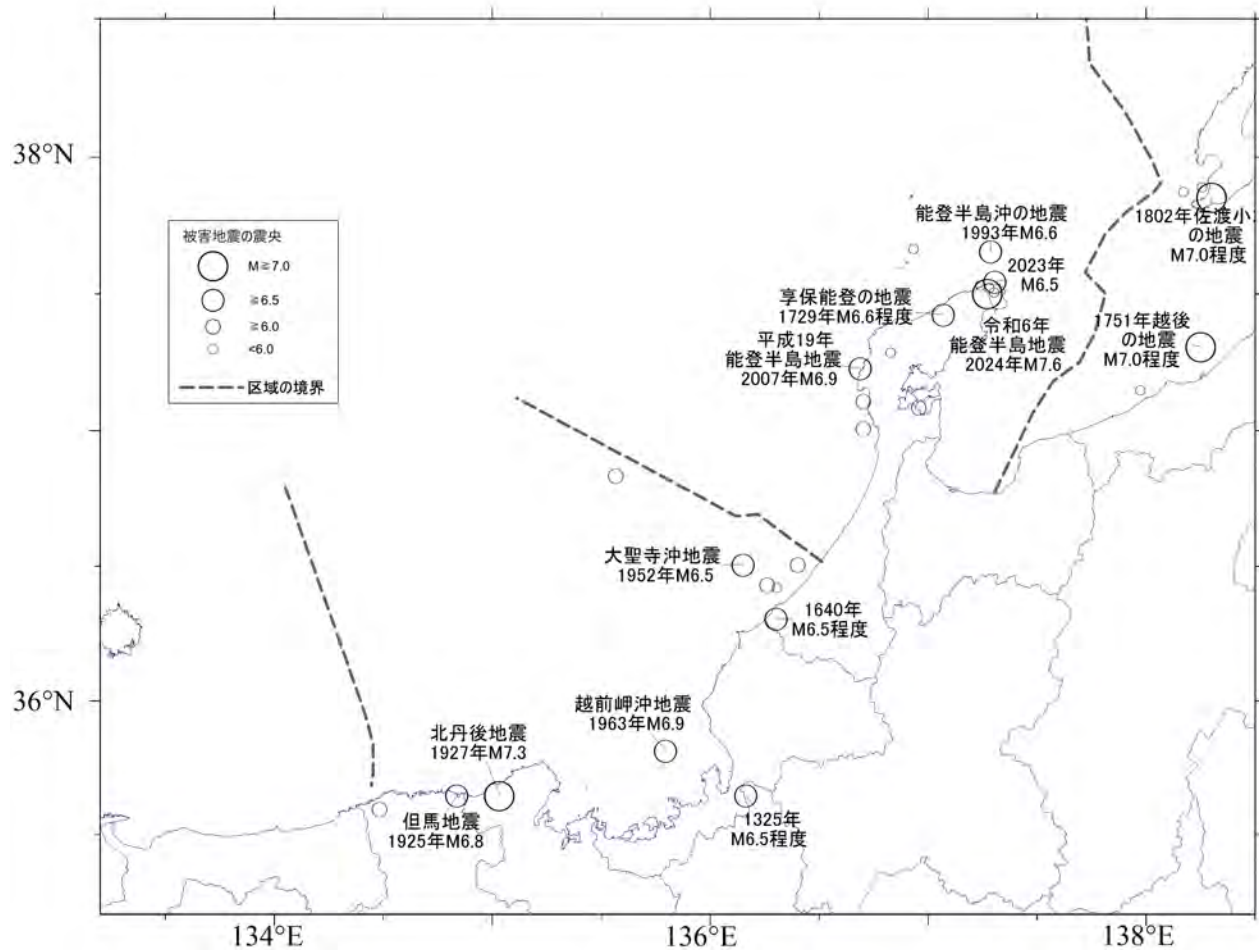 38°N
36°N
134°E
136°E
138°E
被害地震の震央
M≧7.0
≧6.5
≧6.0
<6.0
区域の境界
能登半島沖の地震
1993年M6.6
2023年
M6.5
享保能登の地震
1729年M6.6程度
令和6年
能登半島地震
2024年M7.6
平成19年
能登半島地震
2007年M6.9
1802年佐渡小
の地震
M7.0程度
1751年越後
の地震
M7.0程度
大聖寺沖地震
1952年M6.5
1640年
M6.5程度
越前岬沖地震
1963年M6.9
北丹後地震
1927年M7.3
但馬地震
1925年M6.8
1325年
M6.5程度